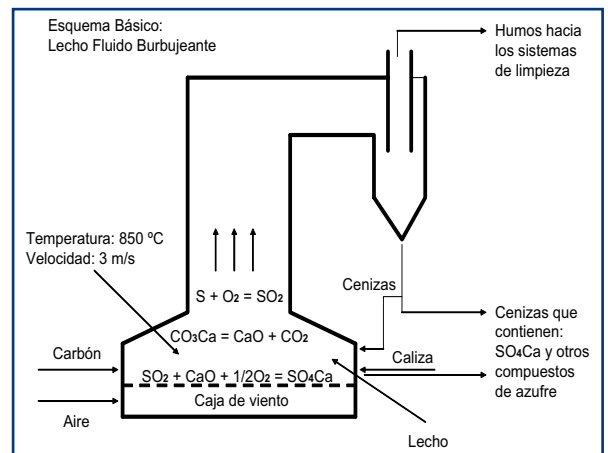 Esquema Básico:
Lecho Fluido Burbujeante
Humos hacia
los sistemas
de limpieza
Temperatura: 850 ºC
Velocidad: 3 m/s
S + O₂ = SO₂
Cenizas
CO₃Ca = CaO + CO₂
Cenizas que
contienen:
SO₄Ca y otros
compuestos
de azufre
Carbón
Caliza
SO₂ + CaO + 1/2O₂ = SO₄Ca
Caja de viento
Aire
Lecho